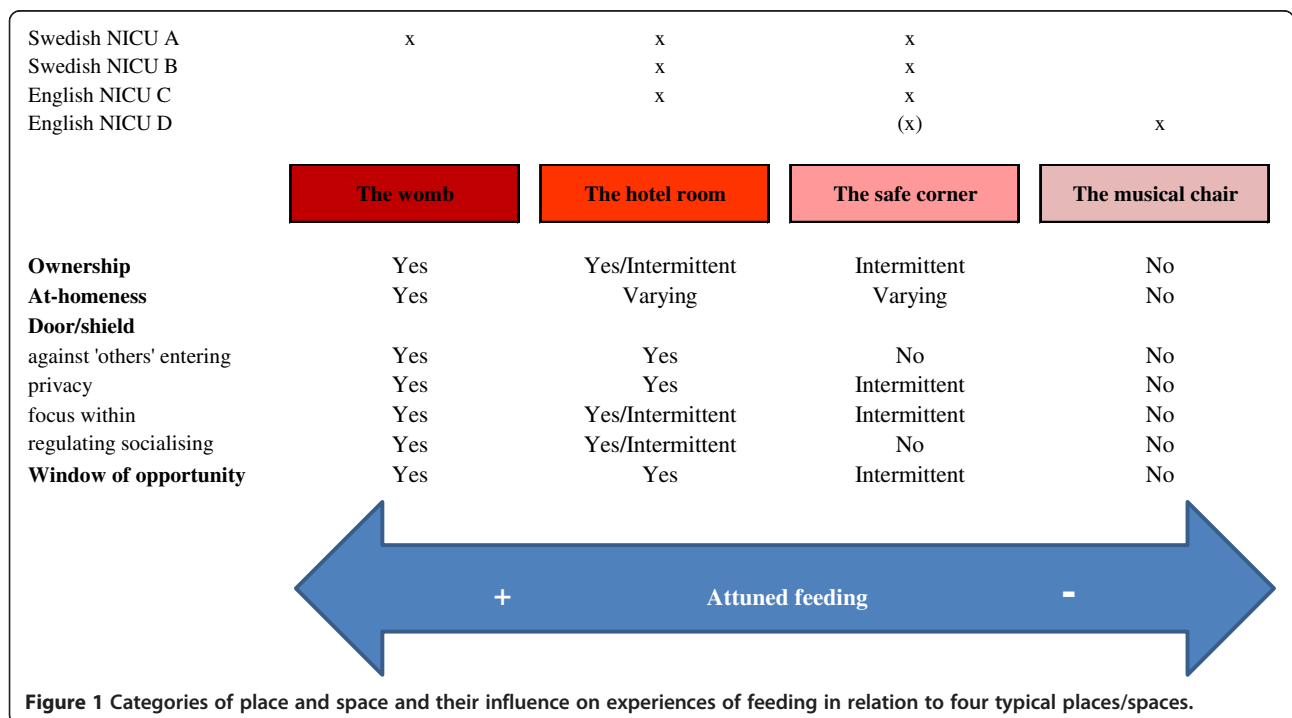 Swedish NICU A x x x
Swedish NICU B x x
English NICU C x x
English NICU D (x) x
The womb The hotel room The safe corner The musical chair
Ownership Yes Yes/Intermittent Intermittent No
At-homeness Yes Varying Varying No
Door/shield
against 'others' entering Yes Yes No No
privacy Yes Yes Intermittent No
focus within Yes Yes/Intermittent Intermittent No
regulating socialising Yes Yes/Intermittent No No
Window of opportunity Yes Yes Intermittent No
+ Attuned feeding -
Figure 1 Categories of place and space and their influence on experiences of feeding in relation to four typical places/spaces.